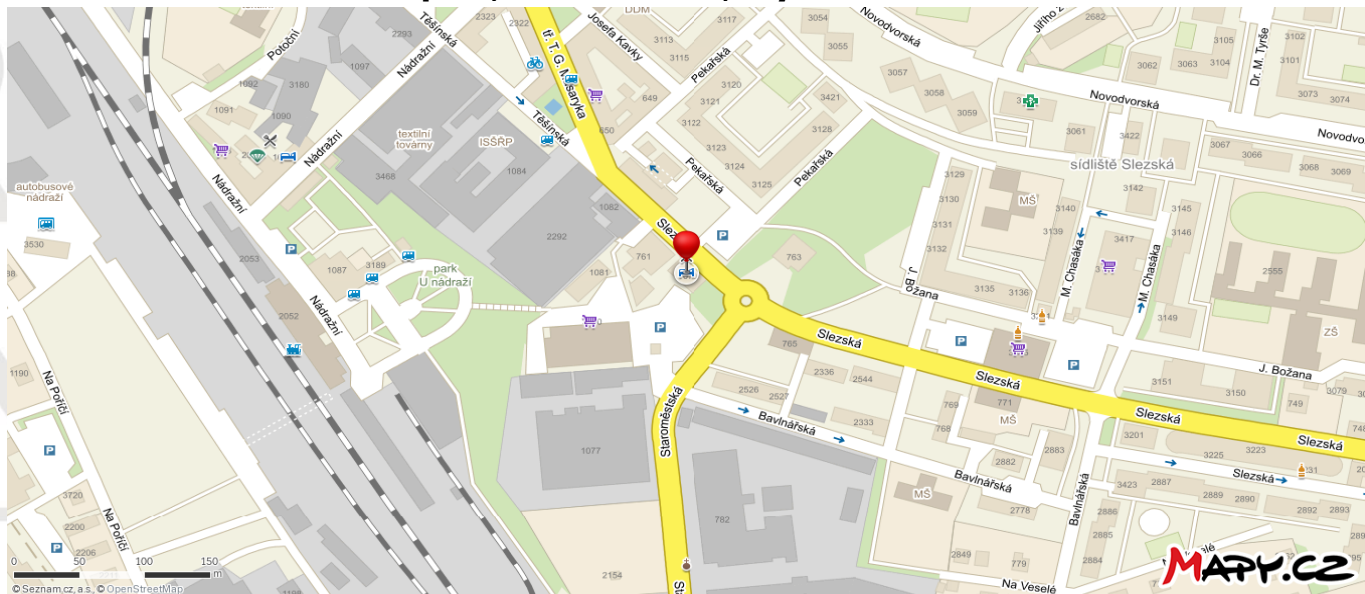 Těšínská
2323
2322
Josefa Kavky
DDM
3117
3113
3115
3116
3054
3055
Novodvorská
Jiřího z
2682
3062
3063
3102
3101
3104
Dr. M. Tyrše
Potoční
2293
Nádražní
1097
1092
3180
1091
1090
tř. T. G. Masaryka
Pekařská
649
650
3120
3121
3122
3123
3124
3125
3421
3128
3057
3058
3059
Novodvorská
3061
3422
3073
3074
Novodvo
3066
3067
3068
3069
Nádražní
textilní
továrny
ISŠŘP
Těšínská
3468
1084
Pekařská
Pekařská
sídliště Slezská
3129
MŠ
3142
3130
3140
3145
3131
3139
3146
3132
3417
autobusové
nádraží
3530
Nádražní
1082
2292
Slez
761
1081
763
P
M. Chasáka
M. Chasáka
2555
2053
P
1087
3189
park
U nádraží
J. Božana
3135
3136
3149
ZŠ
2052
Nádražní
P
Slezská
P
P
765
2336
2544
Slezská
J. Božana
1190
Na Poříčí
2526
2527
769
768
771
MŠ
3151
3150
749
3079
748
Bavlnářská
2333
Slezská
Slezská
3201
3225
3223
Slezská
Staroměstská
P
1077
2882
2883
Bavlnářská
MŠ
Bavlnářská
3423
2887
2889
2890
2892
2893
3720
2200
2206
Na Poříčí
P
782
2778
2886
2885
2884
2849
779
Na Veselé
2154
0
50
100
150
m
© Seznam.cz, a.s., © OpenStreetMap
MAPY.CZ